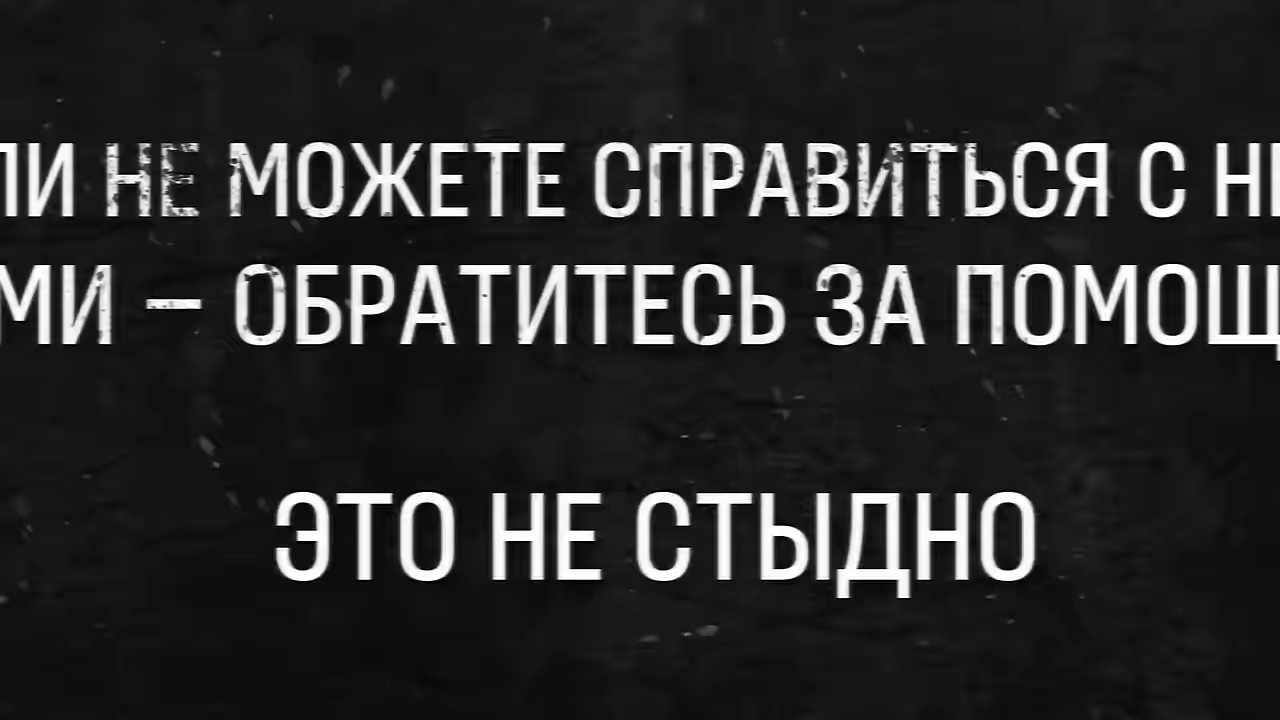 ЛИ НЕ МОЖЕТЕ СПРАВИТЬСЯ С Н
МИ – ОБРАТИТЕСЬ ЗА ПОМОЩ
ЭТО НЕ СТЫДНО